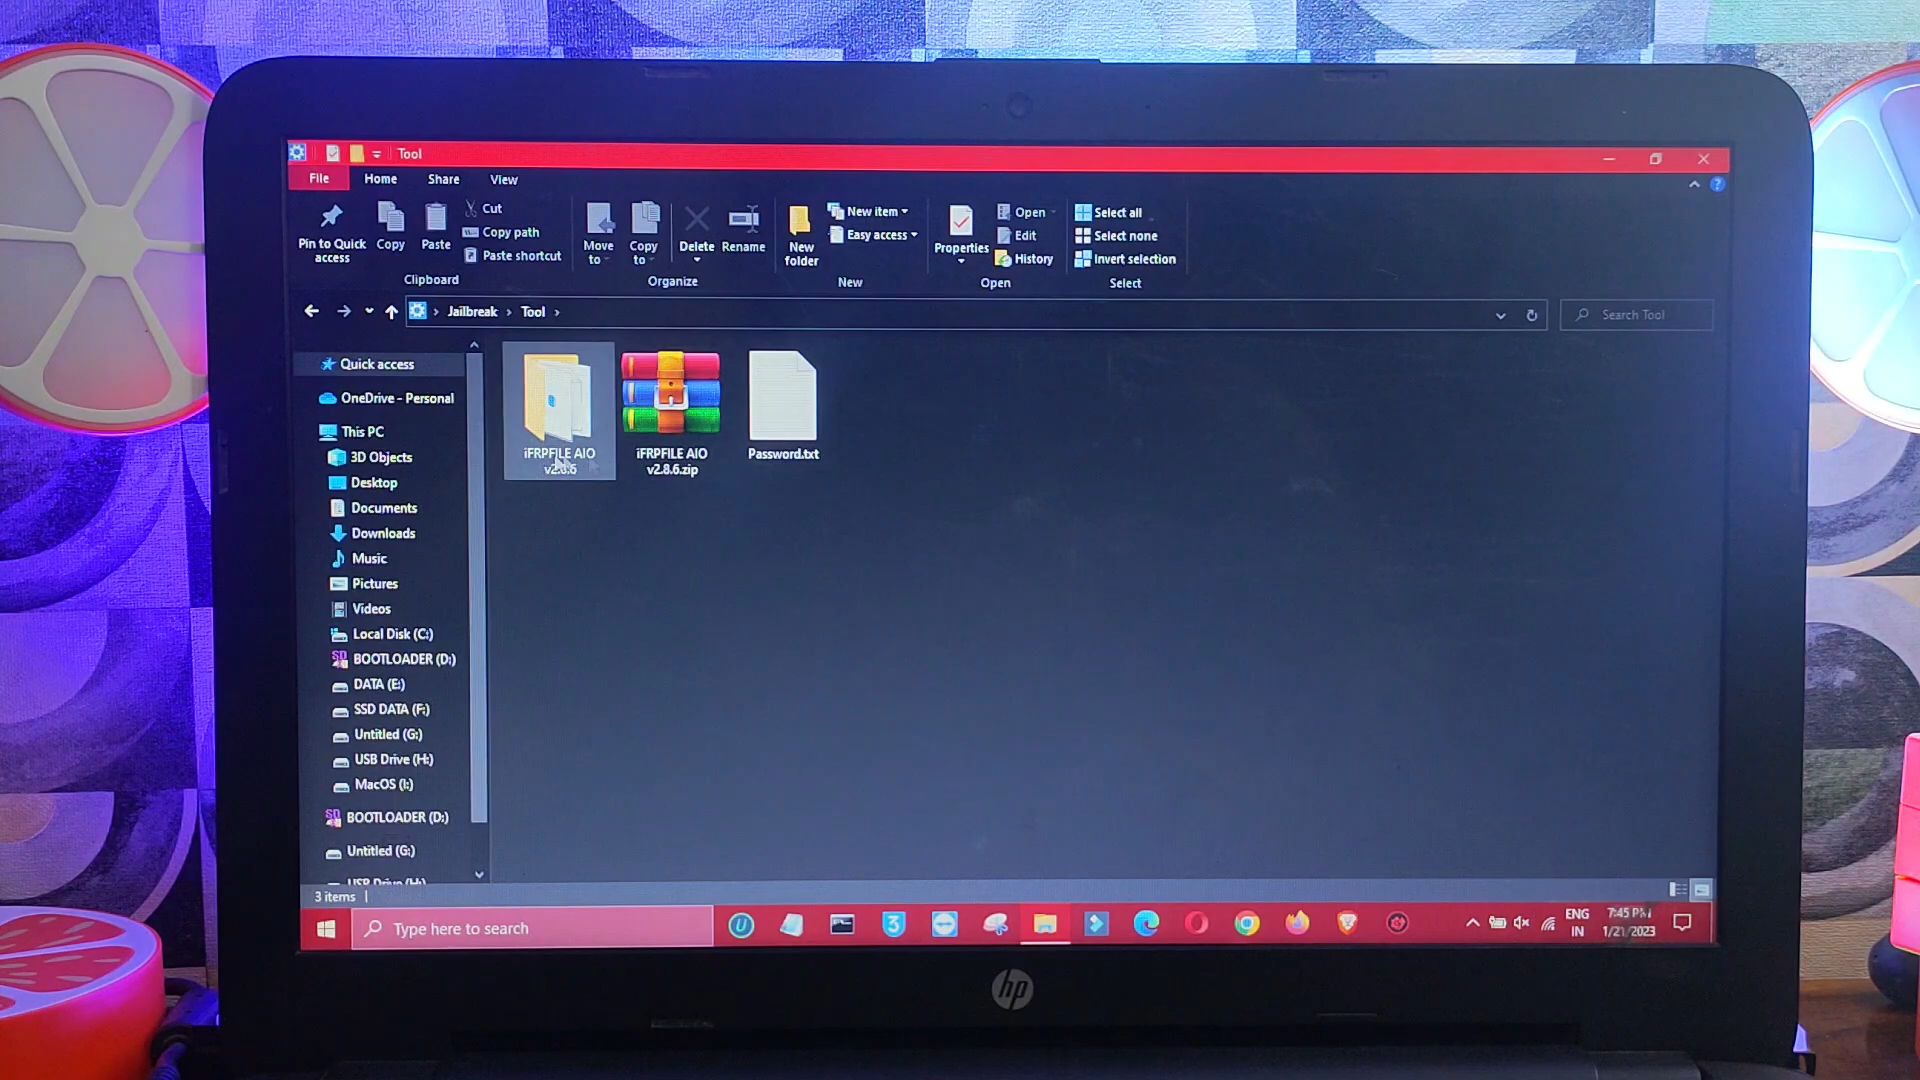 Tool
File Home Share View
Pin to Quick access
Copy
Paste
Cut
Copy path
Paste shortcut
Clipboard
Move to
Copy to
Delete
Rename
Organize
New folder
New item
Easy access
New
Properties
Open
Edit
History
Open
Select all
Select none
Invert selection
Select
Jailbreak > Tool >
Search Tool
Quick access
OneDrive - Personal
This PC
3D Objects
Desktop
Documents
Downloads
Music
Pictures
Videos
Local Disk (C:)
BOOTLOADER (D:)
DATA (E:)
SSD DATA (F:)
Untitled (G:)
USB Drive (H:)
MacOS (I:)
BOOTLOADER (D:)
Untitled (G:)
USB Drive (H:)
iFRPFILE AIO
v2.8.6
iFRPFILE AIO
v2.8.6.zip
Password.txt
3 items
Type here to search
ENG
IN
7:45 PM
1/21/2023
hp